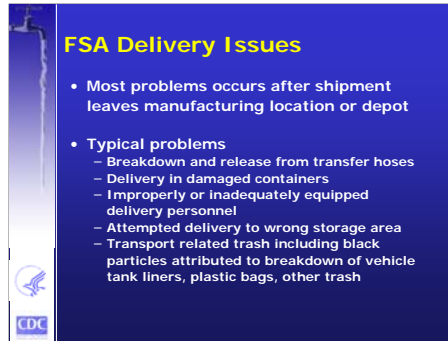 FSA Delivery Issues
• Most problems occurs after shipment
leaves manufacturing location or depot
• Typical problems
– Breakdown and release from transfer hoses
– Delivery in damaged containers
– Improperly or inadequately equipped
delivery personnel
– Attempted delivery to wrong storage area
– Transport related trash including black
particles attributed to breakdown of vehicle
tank liners, plastic bags, other trash
CDC